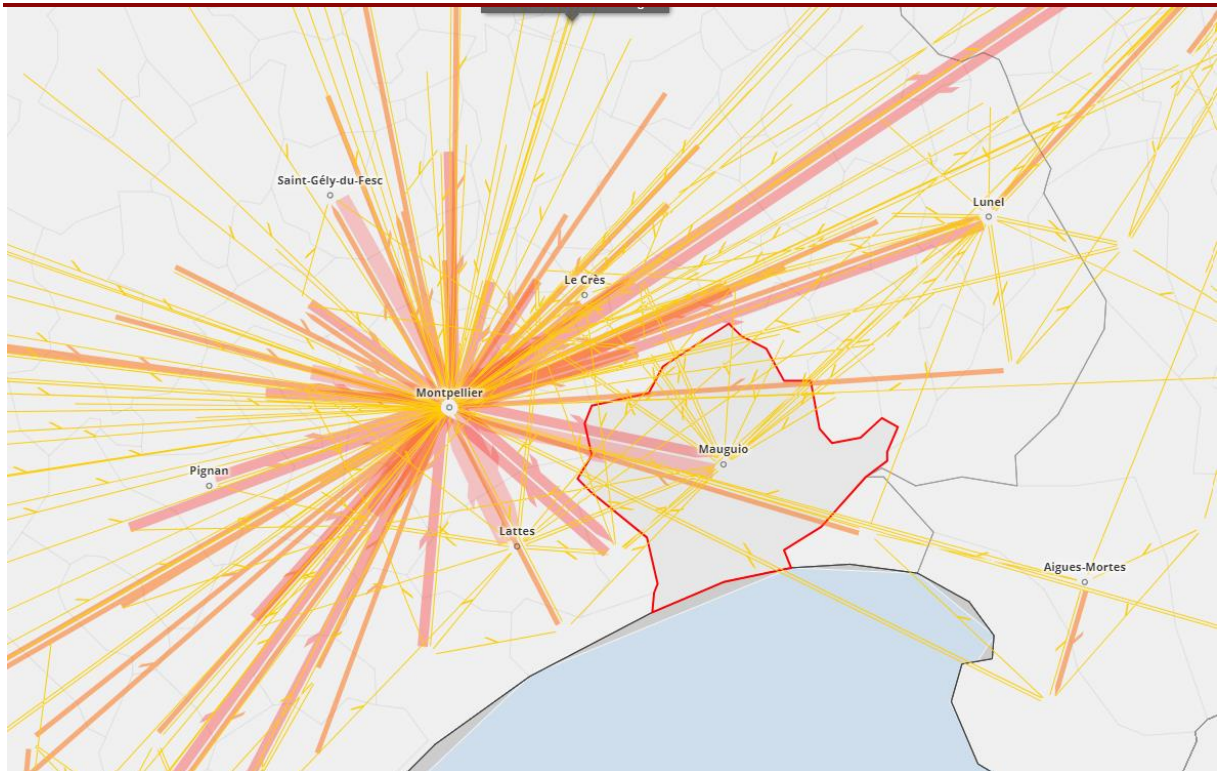 Saint-Gély-du-Fesc
Lunel
Le Crès
Montpellier
Mauguio
Pignan
Lattes
Aigues-Mortes